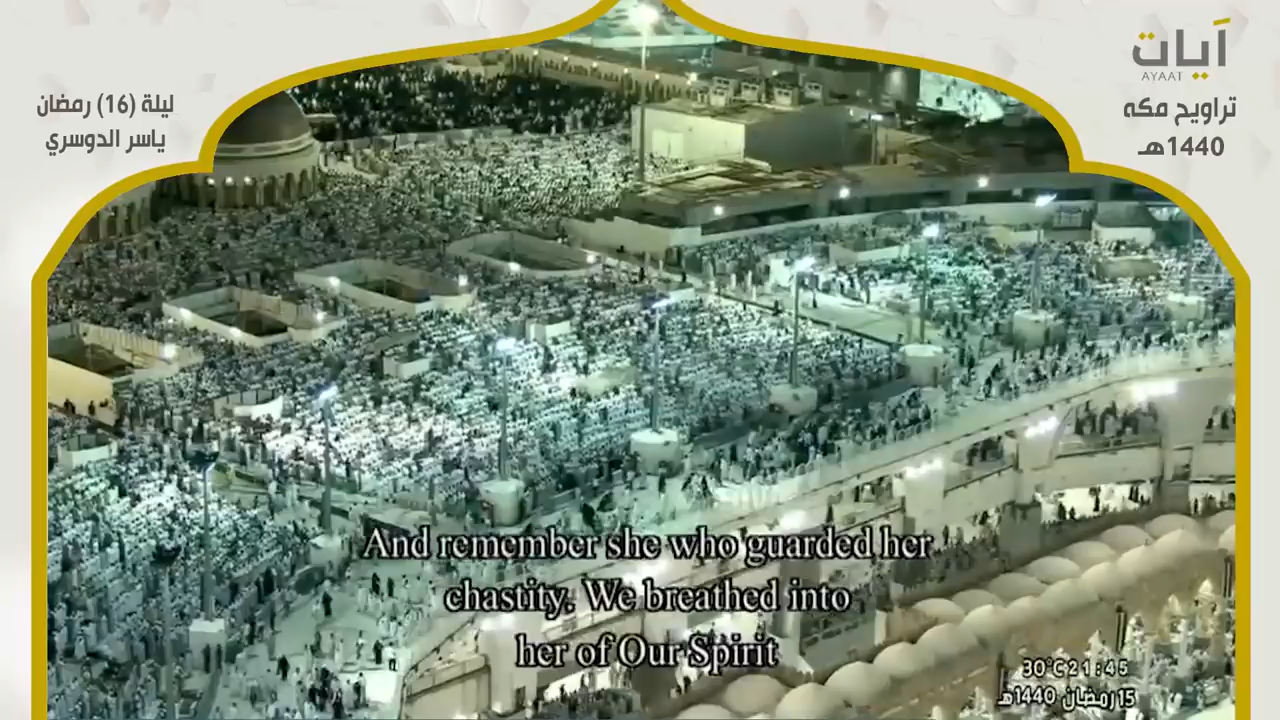 آيات
AYAAT
تراويح مكه
1440هـ
ليلة (16) رمضان
ياسر الدوسري
And remember she who guarded her
chastity. We breathed into
her of Our Spirit
30°C 21:45
15 رمضان 1440هـ